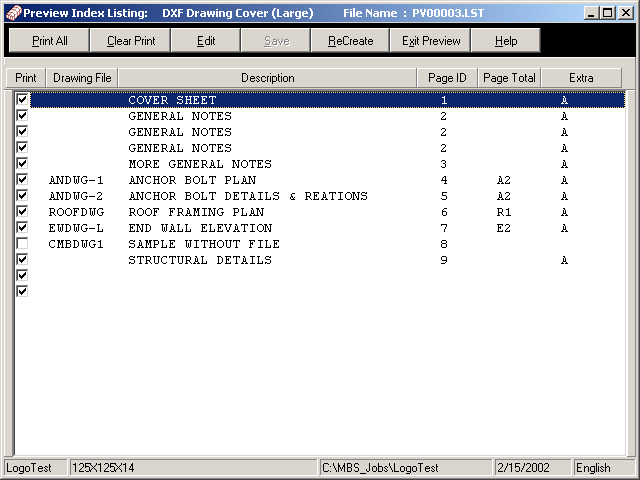 Preview Index Listing:    DXF Drawing Cover (Large)    File Name : PV00003.LST
Print All    Clear Print    Edit    Save    ReCreate    Exit Preview    Help
Print    Drawing File    Description    Page ID    Page Total    Extra
COVER SHEET    1    A
GENERAL NOTES    2    A
GENERAL NOTES    2    A
GENERAL NOTES    2    A
MORE GENERAL NOTES    3    A
ANDWG-1    ANCHOR BOLT PLAN    4    A2    A
ANDWG-2    ANCHOR BOLT DETAILS & REATIONS    5    A2    A
ROOFDWG    ROOF FRAMING PLAN    6    R1    A
EWDWG-L    END WALL ELEVATION    7    E2    A
CMBDWG1    SAMPLE WITHOUT FILE    8
STRUCTURAL DETAILS    9    A
LogoTest    125X125X14    C:\MBS_Jobs\LogoTest    2/15/2002    English